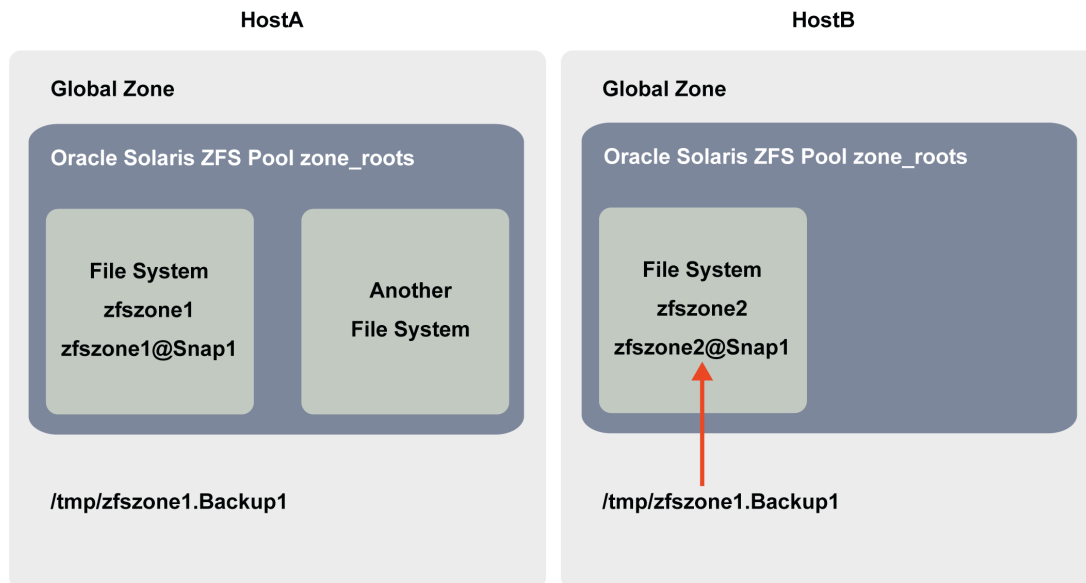 HostA
Global Zone
Oracle Solaris ZFS Pool zone_roots
File System
zfszone1
zfszone1@Snap1
Another
File System
/tmp/zfszone1.Backup1
HostB
Global Zone
Oracle Solaris ZFS Pool zone_roots
File System
zfszone2
zfszone2@Snap1
/tmp/zfszone1.Backup1